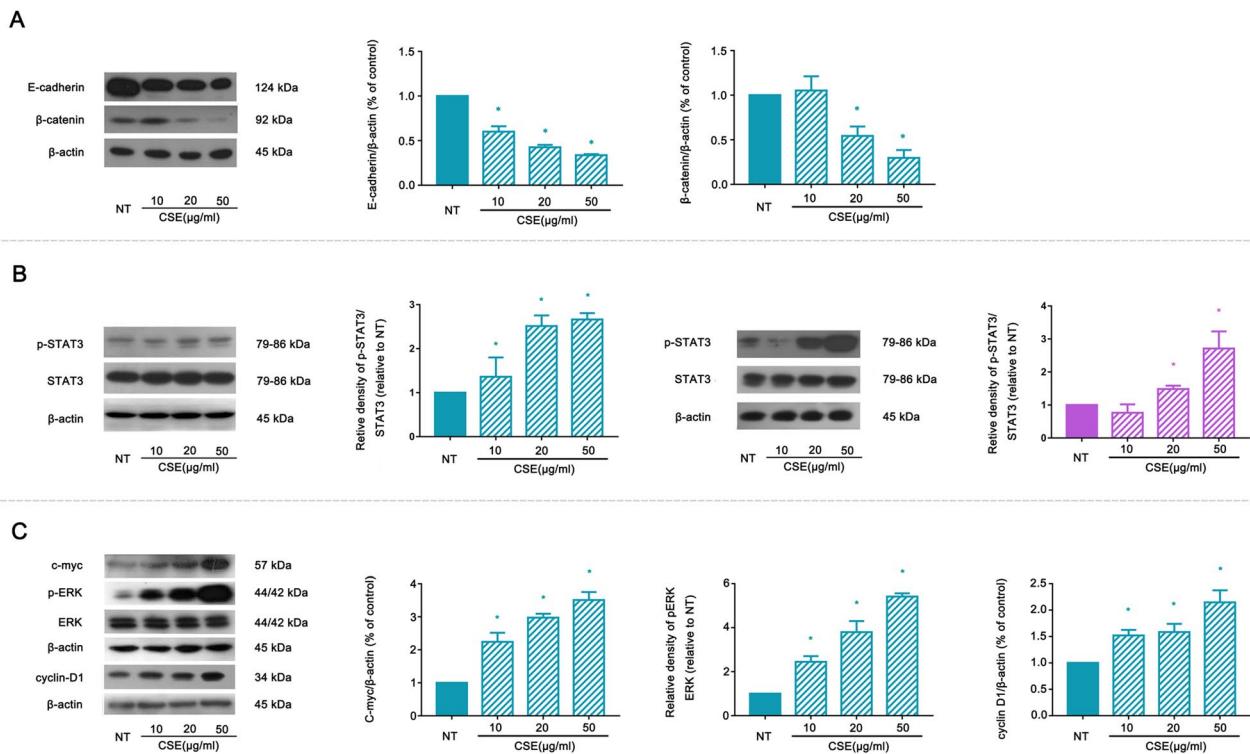 A
E-cadherin
124 kDa
β-catenin
92 kDa
β-actin
45 kDa
NT
10
20
50
CSE(µg/ml)
E-cadherin/β-actin (% of control)
1.5
1.0
0.5
0.0
*
*
*
NT
10
20
50
CSE(µg/ml)
β-catenin/β-actin (% of control)
1.5
1.0
0.5
0.0
*
*
NT
10
20
50
CSE(µg/ml)
B
p-STAT3
79-86 kDa
STAT3
79-86 kDa
β-actin
45 kDa
NT
10
20
50
CSE(µg/ml)
Retive density of p-STAT3/
STAT3 (relative to NT)
3
2
1
0
*
*
*
NT
10
20
50
CSE(µg/ml)
p-STAT3
79-86 kDa
STAT3
79-86 kDa
β-actin
45 kDa
NT
10
20
50
CSE(µg/ml)
Retive density of p-STAT3/
STAT3 (relative to NT)
4
3
2
1
0
*
*
NT
10
20
50
CSE(µg/ml)
C
c-myc
57 kDa
p-ERK
44/42 kDa
ERK
44/42 kDa
β-actin
45 kDa
cyclin-D1
34 kDa
β-actin
45 kDa
NT
10
20
50
CSE(µg/ml)
C-myc/β-actin (% of control)
4
3
2
1
0
*
*
*
NT
10
20
50
CSE(µg/ml)
Relative density of pERK
ERK (relative to NT)
6
4
2
0
*
*
*
NT
10
20
50
CSE(µg/ml)
cyclin D1/β-actin (% of control)
2.5
2.0
1.5
1.0
0.5
0.0
*
*
*
NT
10
20
50
CSE(µg/ml)